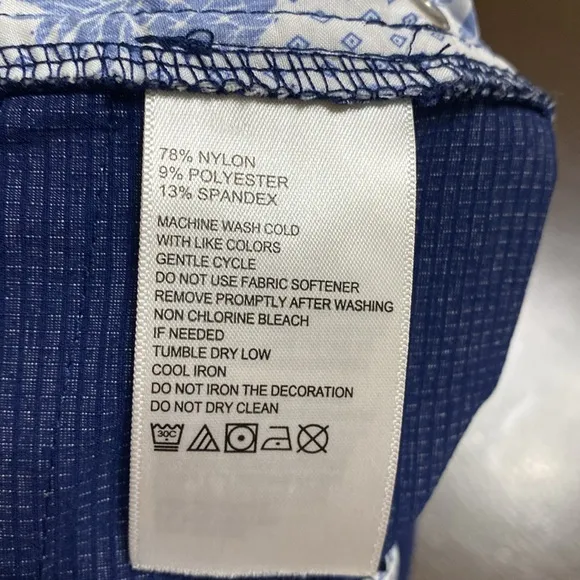 78% NYLON
9% POLYESTER
13% SPANDEX
MACHINE WASH COLD
WITH LIKE COLORS
GENTLE CYCLE
DO NOT USE FABRIC SOFTENER
REMOVE PROMPTLY AFTER WASHING
NON CHLORINE BLEACH
IF NEEDED
TUMBLE DRY LOW
COOL IRON
DO NOT IRON THE DECORATION
DO NOT DRY CLEAN
30C